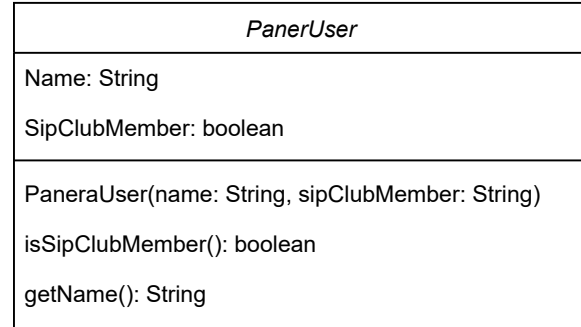 PanerUser
Name: String
SipClubMember: boolean
PaneraUser(name: String, sipClubMember: String)
isSipClubMember(): boolean
getName(): String